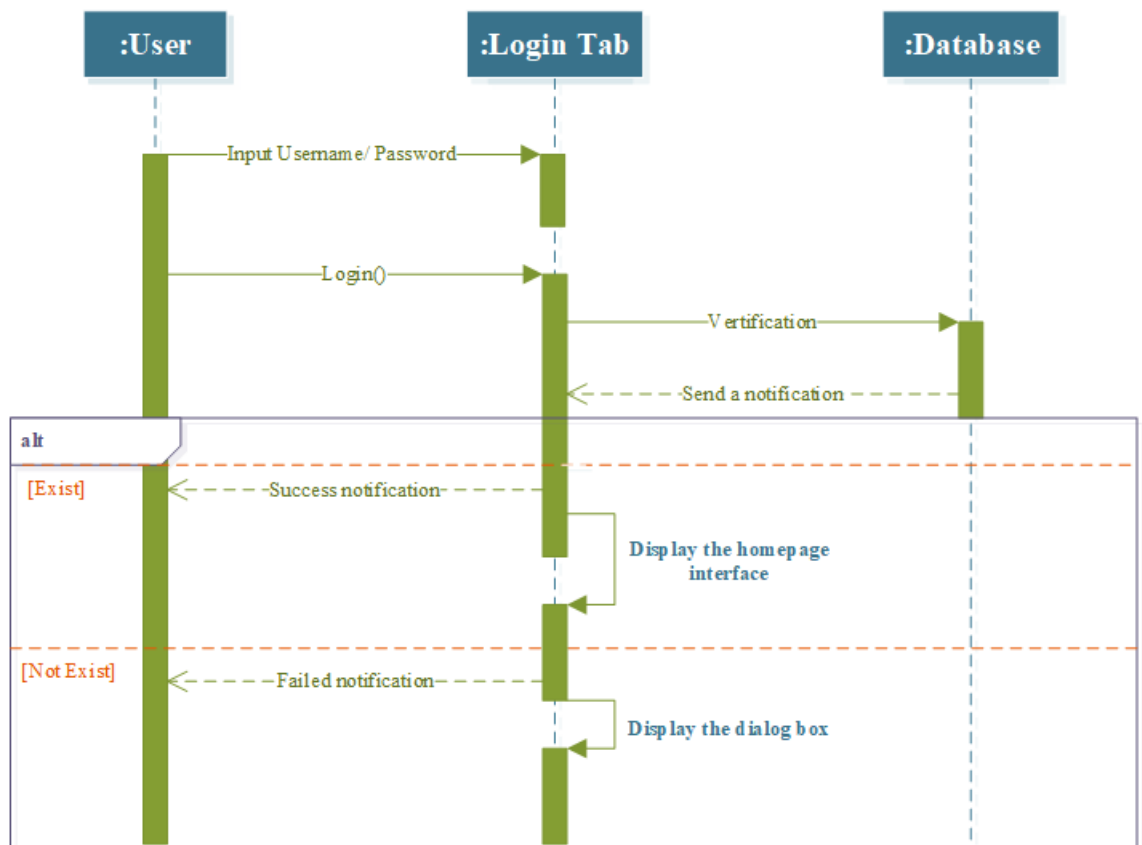 :User
:Login Tab
:Database
Input Username/ Password
Login()
Vertification
Send a notification
alt
[Exist]
Success notification
Display the homepage
interface
[Not Exist]
Failed notification
Display the dialog box